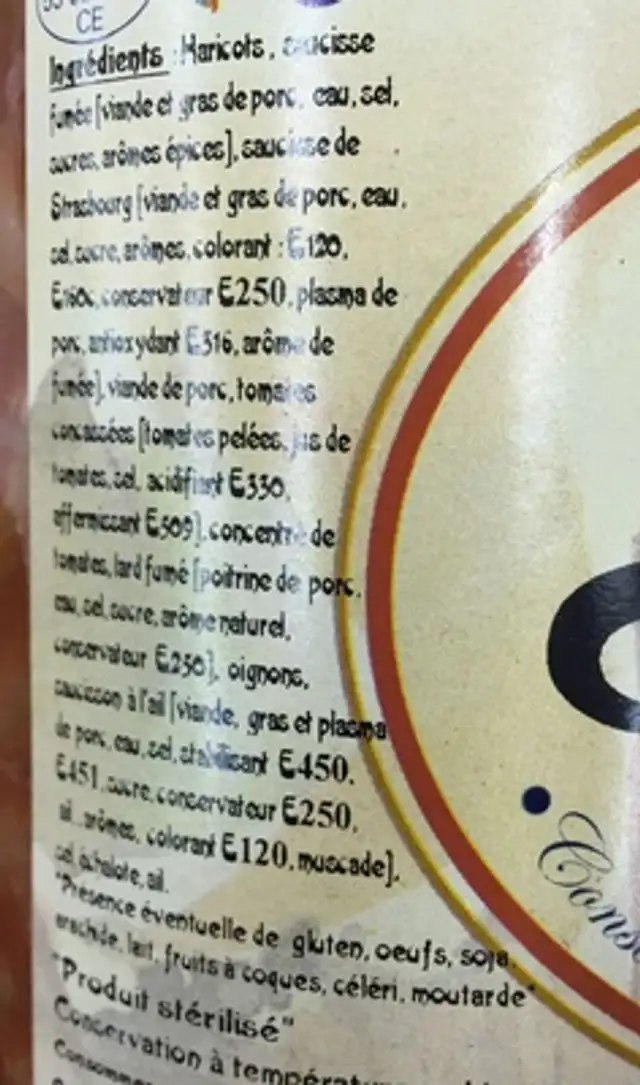 CE
Ingrédients : Haricots, saucisse
fumée [viande et gras de porc, eau, sel,
sucres, arômes épices], saucisse de
Strasbourg [viande et gras de porc, eau,
sel, sucre, arômes, colorant : E120,
E160c, conservateur E250, plasma de
porc, antioxydant E316, arôme de
fumée], viande de porc, tomates
concassées [tomates pelées, jus de
tomates, sel, acidifiant E330,
affermissant E509], concentré de
tomates, lard fumé [poitrine de porc,
eau, sel, sucre, arôme naturel,
conservateur E250], oignons,
saucisson à l'ail [viande, gras et plasma
de porc, eau, sel, stabilisant E450,
E451, sucre, conservateur E250,
ail, arômes, colorant E120, muscade],
sel, échalote, ail.
"Présence éventuelle de gluten, oeufs, soja,
arachide, lait, fruits à coques, céléri, moutarde"
"Produit stérilisé"
Conservation à température